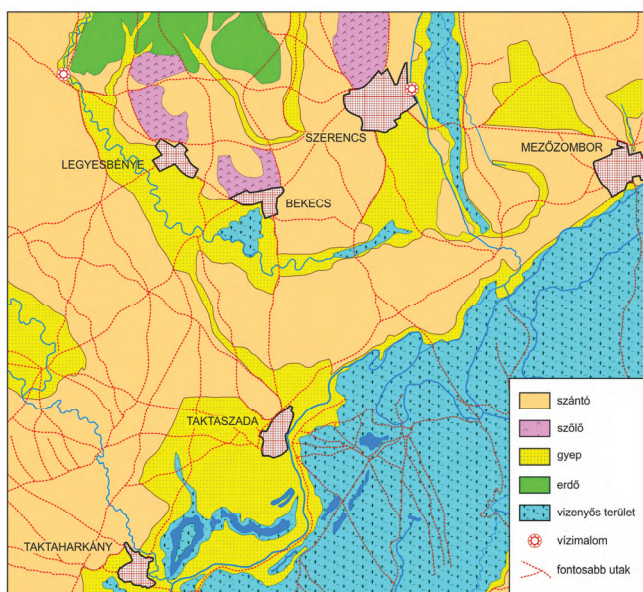 SZERENCS
MEZŐZOMBOR
LEGYESBÉNYE
BEKECS
TAKTASZADA
TAKTAHARKÁNY
szántó
szőlő
gyep
erdő
vizenyős terület
vízimalom
fontosabb utak